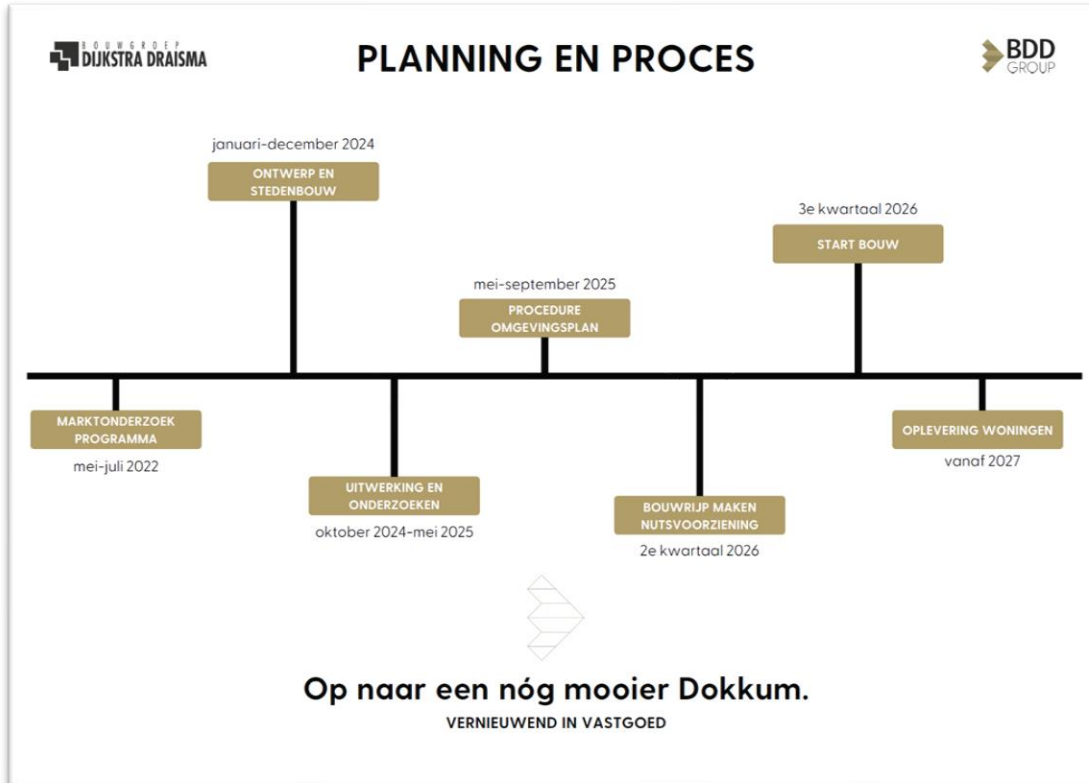 BOUWGROEP
DIJKSTRA DRAISMA
PLANNING EN PROCES
BDD
GROUP
januari-december 2024
ONTWERP EN
STEDENBOUW
3e kwartaal 2026
START BOUW
mei-september 2025
PROCEDURE
OMGEVINGSPLAN
MARKTONDERZOEK
PROGRAMMA
mei-juli 2022
OPLEVERING WONINGEN
vanaf 2027
UITWERKING EN
ONDERZOEKEN
oktober 2024-mei 2025
BOUWRIJP MAKEN
NUTSVOORZIENING
2e kwartaal 2026
Op naar een nóg mooier Dokkum.
VERNIEUWEND IN VASTGOED